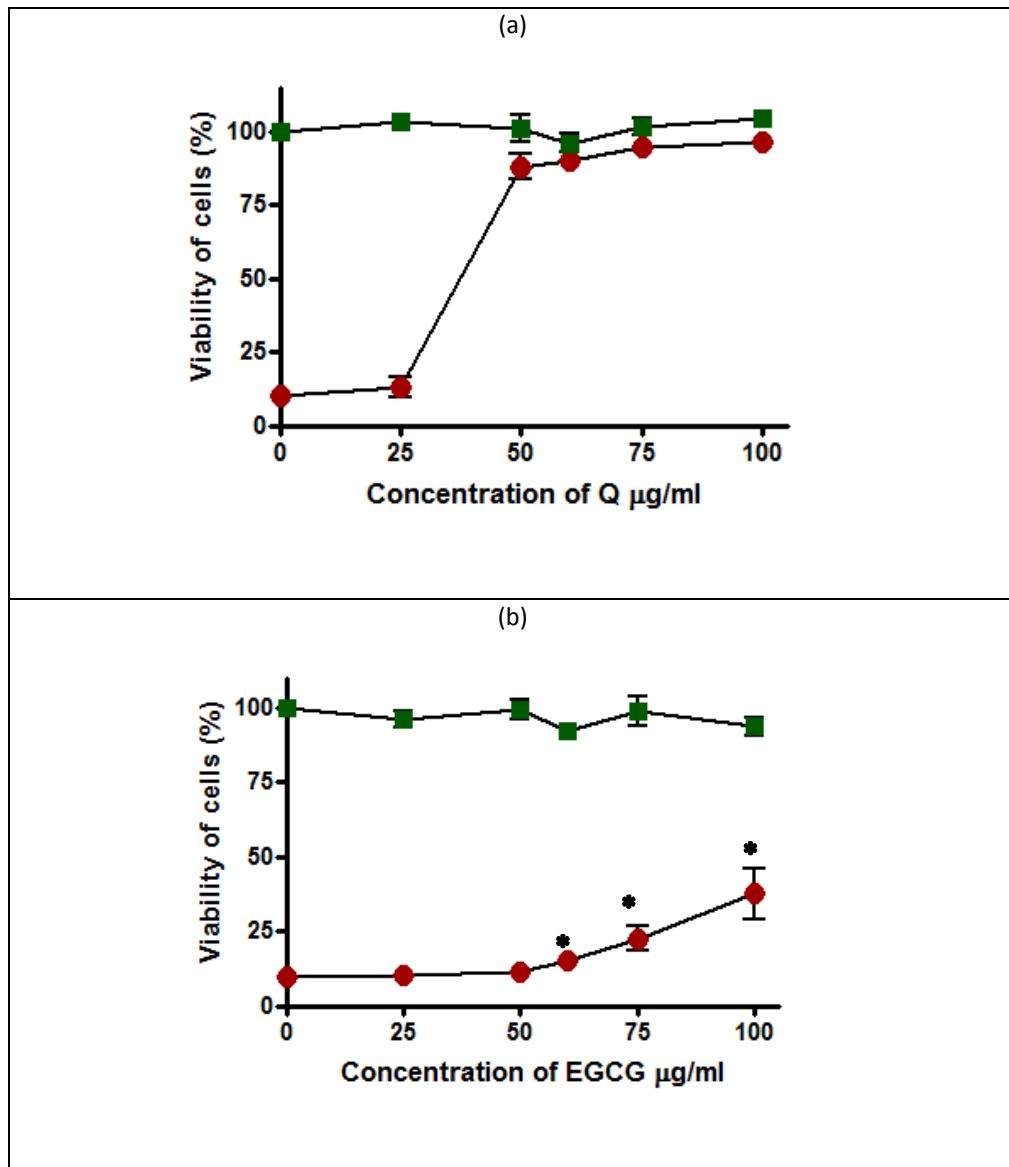 (a)
Viability of cells (%)
100
75
50
25
0
0 25 50 75 100
Concentration of Q μg/ml
(b)
Viability of cells (%)
100
75
50
25
0
*
*
*
0 25 50 75 100
Concentration of EGCG μg/ml